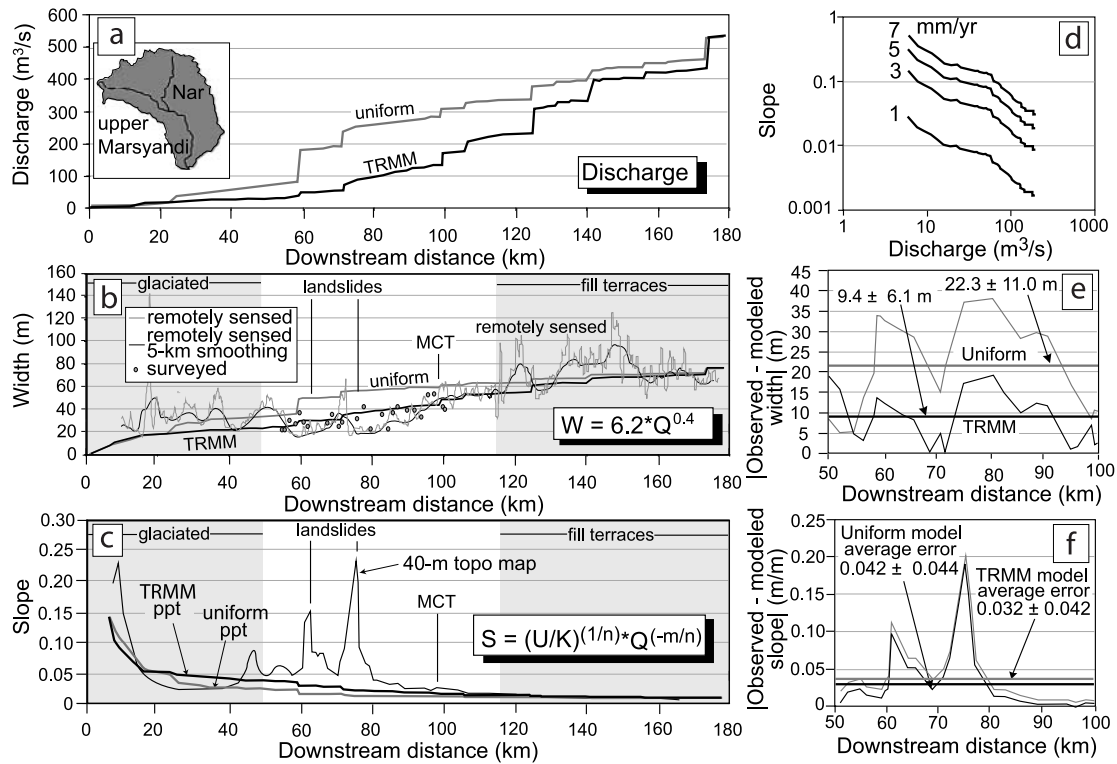 a
Discharge (m³/s)
600
500
400
300
200
100
0
Nar
upper
Marsyandi
uniform
TRMM
Discharge
0 20 40 60 80 100 120 140 160 180
Downstream distance (km)
b
Width (m)
160
140
120
100
80
60
40
20
0
glaciated
landslides
fill terraces
remotely sensed
remotely sensed
5-km smoothing
surveyed
MCT
remotely sensed
uniform
TRMM
W = 6.2*Q^0.4
0 20 40 60 80 100 120 140 160 180
Downstream distance (km)
c
Slope
0.30
0.25
0.20
0.15
0.10
0.05
0
glaciated
landslides
fill terraces
40-m topo map
TRMM
ppt
uniform
ppt
MCT
S = (U/K)^(1/n)*Q^(-m/n)
0 20 40 60 80 100 120 140 160 180
Downstream distance (km)
d
Slope
1
0.1
0.01
0.001
7 mm/yr
5
3
1
1 10 100 1000
Discharge (m³/s)
e
|Observed - modeled
width| (m)
45
40
35
30
25
20
15
10
5
0
9.4 ± 6.1 m
22.3 ± 11.0 m
Uniform
TRMM
50 60 70 80 90 100
Downstream distance (km)
f
|Observed - modeled
slope| (m/m)
0.25
0.20
0.15
0.10
0.05
0
Uniform model
average error
0.042 ± 0.044
TRMM model
average error
0.032 ± 0.042
50 60 70 80 90 100
Downstream distance (km)